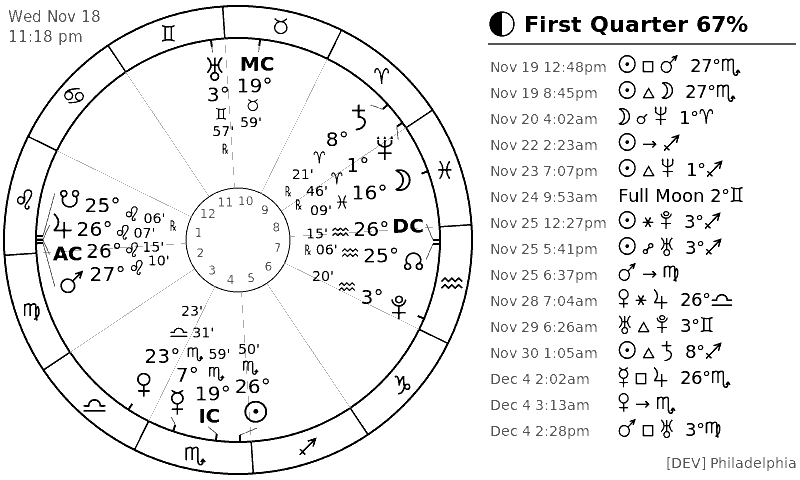 Wed Nov 18
11:18 pm
♊ ♉ ♈ ♓ ♒ ♑ ♐ ♏ ♎ ♍ ♌ ♋
♅ 3° ♊ 57' ℞
MC 19° ♉ 59'
♄ 8° ♈ 21' ℞
♆ 1° ♈ 46' ℞
☽ 16° ♓ 09'
DC 26° ♒ 15'
☊ 25° ♒ 06' ℞
♇ 3° ♒ 20'
☉ 26° ♏ 50'
IC 19° ♏ 59'
☿ 7° ♏ 31'
♀ 23° ♎ 23'
♂ 27° ♌ 10'
AC 26° ♌ 15'
♃ 26° ♌ 07'
☋ 25° ♌ 06' ℞
1 2 3 4 5 6 7 8 9 10 11 12
First Quarter 67%
Nov 19 12:48pm ☉ □ ♂ 27°♏
Nov 19 8:45pm ☉ △ ☽ 27°♏
Nov 20 4:02am ☽ ☌ ♆ 1°♈
Nov 22 2:23am ☉ → ♐
Nov 23 7:07pm ☉ △ ♆ 1°♐
Nov 24 9:53am Full Moon 2°♊
Nov 25 12:27pm ☉ ⚹ ♇ 3°♐
Nov 25 5:41pm ☉ ☍ ♅ 3°♐
Nov 25 6:37pm ♂ → ♍
Nov 28 7:04am ♀ ⚹ ♃ 26°♎
Nov 29 6:26am ♅ △ ♇ 3°♊
Nov 30 1:05am ☉ △ ♄ 8°♐
Dec 4 2:02am ☿ □ ♃ 26°♏
Dec 4 3:13am ♀ → ♏
Dec 4 2:28pm ♂ □ ♅ 3°♍
[DEV] Philadelphia